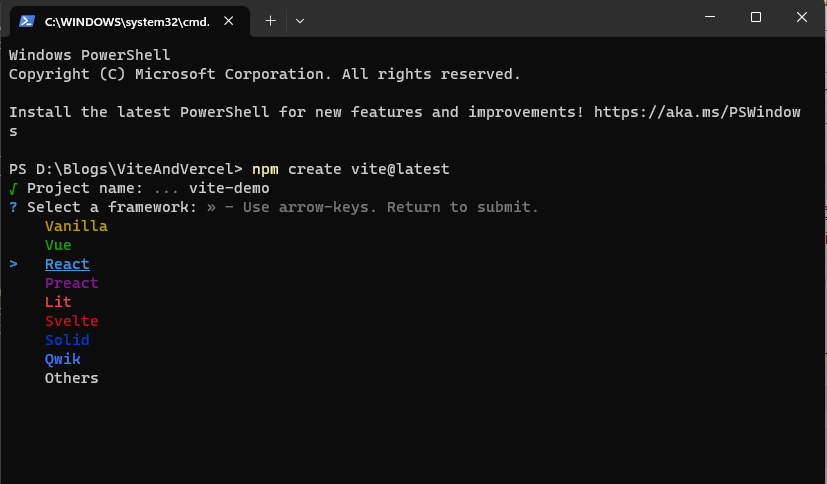 C:\WINDOWS\system32\cmd.
Windows PowerShell
Copyright (C) Microsoft Corporation. All rights reserved.
Install the latest PowerShell for new features and improvements! https://aka.ms/PSWindow
s
PS D:\Blogs\ViteAndVercel> npm create vite@latest
√ Project name: ... vite-demo
? Select a framework: » - Use arrow-keys. Return to submit.
Vanilla
Vue
> React
Preact
Lit
Svelte
Solid
Qwik
Others